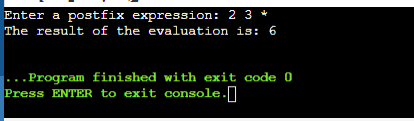 Enter a postfix expression: 2 3 *
The result of the evaluation is: 6
...Program finished with exit code 0
Press ENTER to exit console.